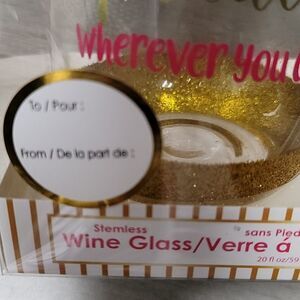 Wherever you
To / Pour :
From / De la part de :
Stemless
sans Pied
Wine Glass/Verre á
20 fl oz/59